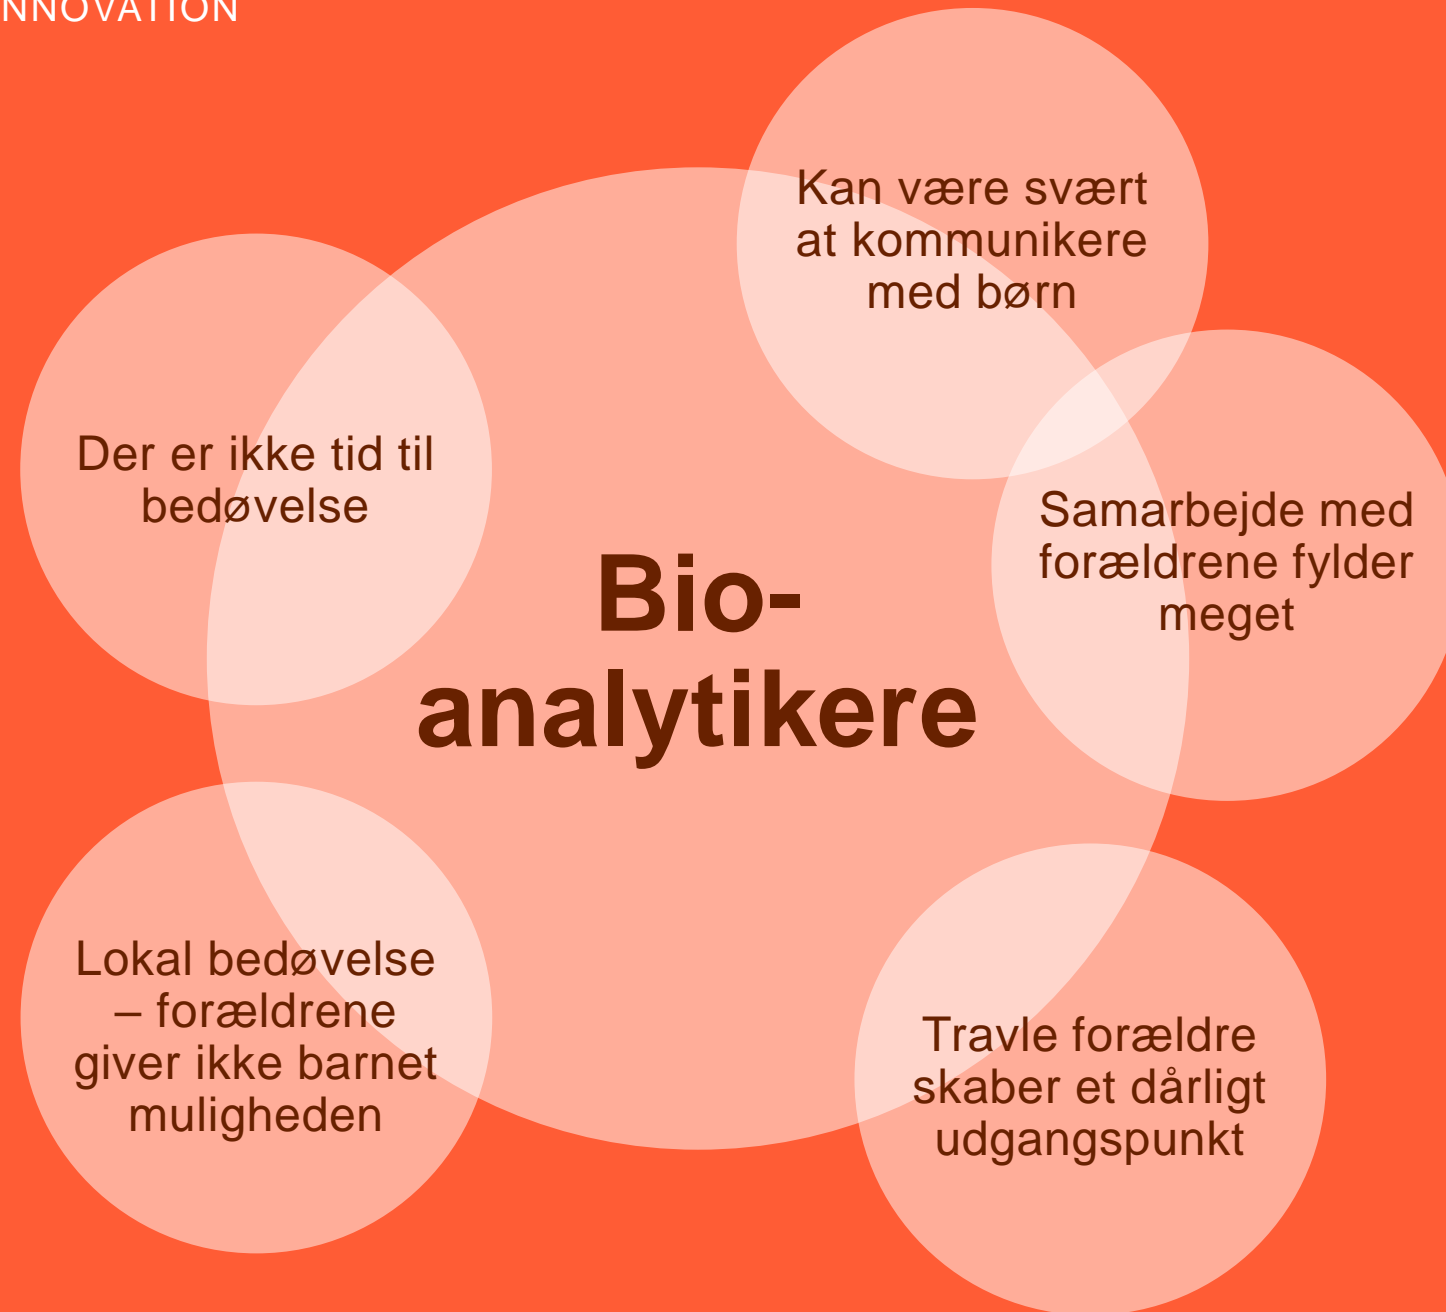 NNOVATION
Kan være svært
at kommunikere
med børn
Der er ikke tid til
bedøvelse
Samarbejde med
forældrene fylder
meget
Bio-
analytikere
Lokal bedøvelse
– forældrene
giver ikke barnet
muligheden
Travle forældre
skaber et dårligt
udgangspunkt